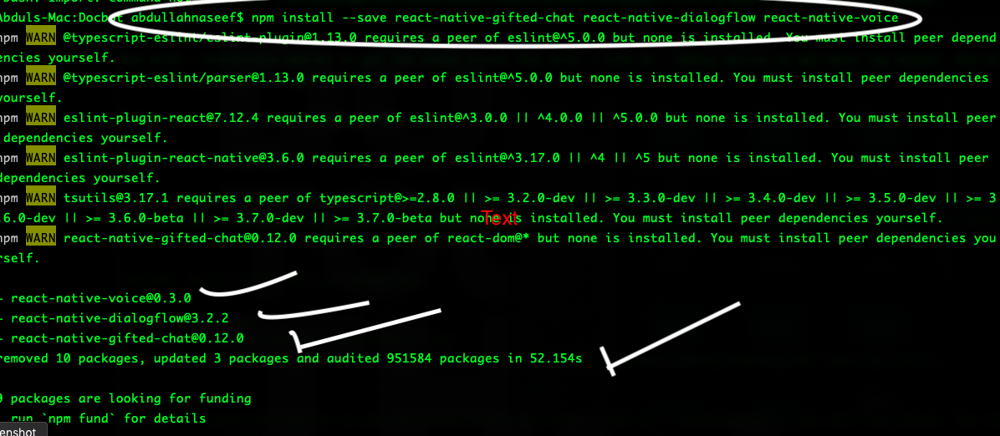 Abduls-Mac:Docbot abdullahnaseef$ npm install --save react-native-gifted-chat react-native-dialogflow react-native-voice
npm WARN @typescript-eslint/eslint-plugin@1.13.0 requires a peer of eslint@^5.0.0 but none is installed. You must install peer depend
encies yourself.
npm WARN @typescript-eslint/parser@1.13.0 requires a peer of eslint@^5.0.0 but none is installed. You must install peer dependencies
yourself.
npm WARN eslint-plugin-react@7.12.4 requires a peer of eslint@^3.0.0 || ^4.0.0 || ^5.0.0 but none is installed. You must install peer
dependencies yourself.
npm WARN eslint-plugin-react-native@3.6.0 requires a peer of eslint@^3.17.0 || ^4 || ^5 but none is installed. You must install peer
dependencies yourself.
npm WARN tsutils@3.17.1 requires a peer of typescript@>=2.8.0 || >= 3.2.0-dev || >= 3.3.0-dev || >= 3.4.0-dev || >= 3.5.0-dev || >= 3
.6.0-dev || >= 3.6.0-beta || >= 3.7.0-dev || >= 3.7.0-beta but none is installed. You must install peer dependencies yourself.
Text
npm WARN react-native-gifted-chat@0.12.0 requires a peer of react-dom@* but none is installed. You must install peer dependencies you
rself.
+ react-native-voice@0.3.0
+ react-native-dialogflow@3.2.2
+ react-native-gifted-chat@0.12.0
removed 10 packages, updated 3 packages and audited 951584 packages in 52.154s
packages are looking for funding
run `npm fund` for details
enshot